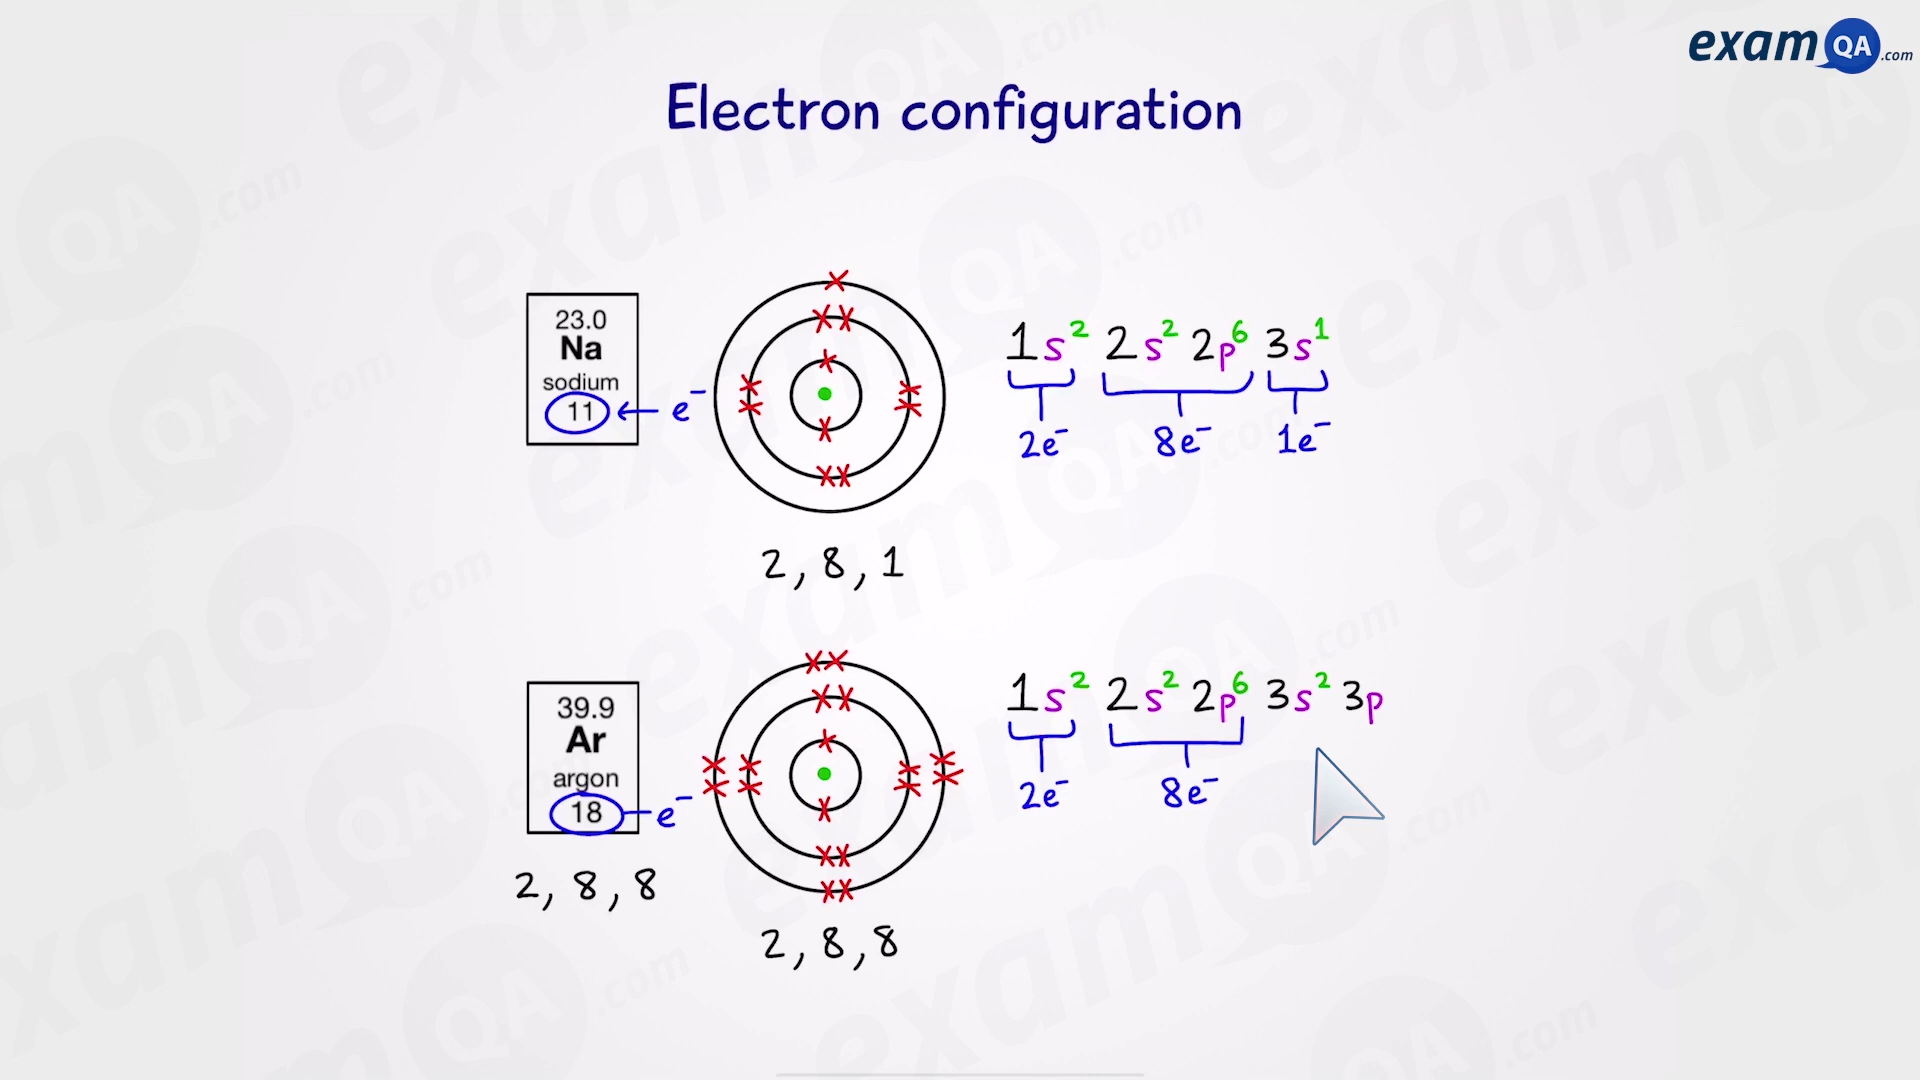 examQA.com
Electron configuration
23.0
Na
sodium
11 ← e⁻
1s² 2s² 2p⁶ 3s¹
2e⁻ 8e⁻ 1e⁻
2, 8, 1
39.9
Ar
argon
18 e⁻
2, 8, 8
1s² 2s² 2p⁶ 3s² 3p
2e⁻ 8e⁻
2, 8, 8